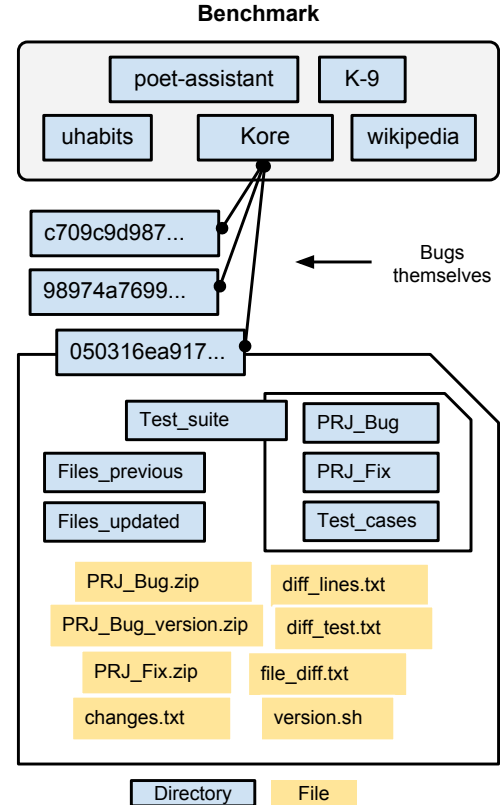 Benchmark
poet-assistant
K-9
uhabits
Kore
wikipedia
c709c9d987...
98974a7699...
050316ea917...
Bugs
themselves
Test_suite
PRJ_Bug
Files_previous
PRJ_Fix
Files_updated
Test_cases
PRJ_Bug.zip
diff_lines.txt
PRJ_Bug_version.zip
diff_test.txt
PRJ_Fix.zip
file_diff.txt
changes.txt
version.sh
Directory
File